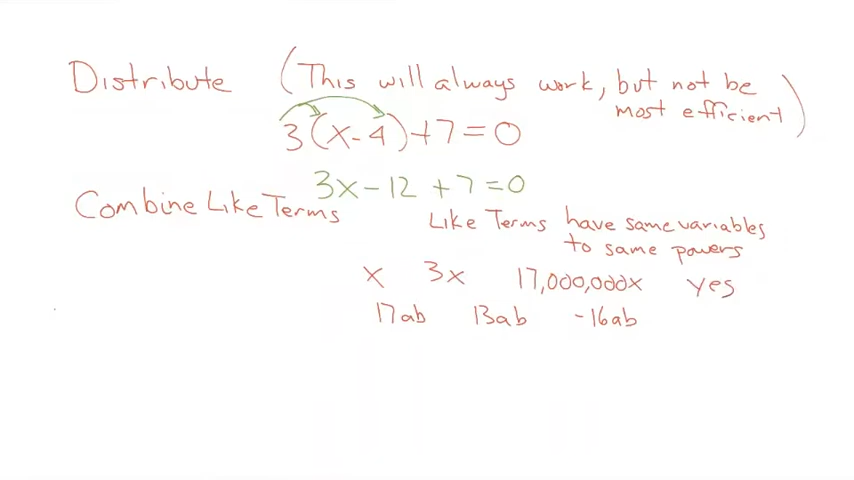 Distribute (This will always work, but not be
most efficient)
3(x-4)+7=0
3x-12+7=0
Combine Like Terms
Like Terms have same variables
to same powers
x 3x 17,000,000x yes
17ab 13ab -16ab